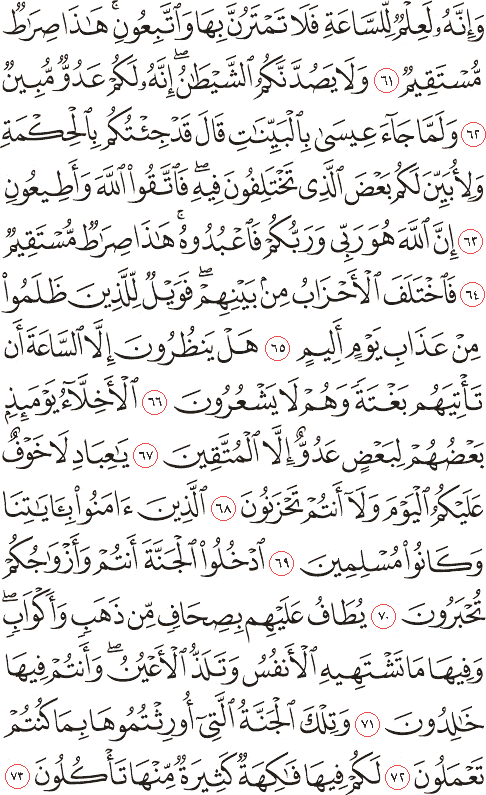 وَإِنَّهُۥ لَعِلْمٌ لِّلسَّاعَةِ فَلَا تَمْتَرُنَّ بِهَا وَٱتَّبِعُونِ ۚ هَـٰذَا صِرَٰطٌ
مُّسْتَقِيمٌ ٦١ وَلَا يَصُدَّنَّكُمُ ٱلشَّيْطَـٰنُ ۖ إِنَّهُۥ لَكُمْ عَدُوٌّ مُّبِينٌ
٦٢ وَلَمَّا جَآءَ عِيسَىٰ بِٱلْبَيِّنَـٰتِ قَالَ قَدْ جِئْتُكُم بِٱلْحِكْمَةِ
وَلِأُبَيِّنَ لَكُم بَعْضَ ٱلَّذِى تَخْتَلِفُونَ فِيهِ ۖ فَٱتَّقُوا۟ ٱللَّهَ وَأَطِيعُونِ
٦٣ إِنَّ ٱللَّهَ هُوَ رَبِّى وَرَبُّكُمْ فَٱعْبُدُوهُ ۚ هَـٰذَا صِرَٰطٌ مُّسْتَقِيمٌ
٦٤ فَٱخْتَلَفَ ٱلْأَحْزَابُ مِنۢ بَيْنِهِمْ ۖ فَوَيْلٌ لِّلَّذِينَ ظَلَمُوا۟
مِنْ عَذَابِ يَوْمٍ أَلِيمٍ ٦٥ هَلْ يَنظُرُونَ إِلَّا ٱلسَّاعَةَ أَن
تَأْتِيَهُم بَغْتَةً وَهُمْ لَا يَشْعُرُونَ ٦٦ ٱلْأَخِلَّآءُ يَوْمَئِذٍۭ
بَعْضُهُمْ لِبَعْضٍ عَدُوٌّ إِلَّا ٱلْمُتَّقِينَ ٦٧ يَـٰعِبَادِ لَا خَوْفٌ
عَلَيْكُمُ ٱلْيَوْمَ وَلَآ أَنتُمْ تَحْزَنُونَ ٦٨ ٱلَّذِينَ ءَامَنُوا۟ بِـَٔايَـٰتِنَا
وَكَانُوا۟ مُسْلِمِينَ ٦٩ ٱدْخُلُوا۟ ٱلْجَنَّةَ أَنتُمْ وَأَزْوَٰجُكُمْ
تُحْبَرُونَ ٧٠ يُطَافُ عَلَيْهِم بِصِحَافٍ مِّن ذَهَبٍ وَأَكْوَابٍ ۖ
وَفِيهَا مَا تَشْتَهِيهِ ٱلْأَنفُسُ وَتَلَذُّ ٱلْأَعْيُنُ ۖ وَأَنتُمْ فِيهَا
خَـٰلِدُونَ ٧١ وَتِلْكَ ٱلْجَنَّةُ ٱلَّتِىٓ أُورِثْتُمُوهَا بِمَا كُنتُمْ
تَعْمَلُونَ ٧٢ لَكُمْ فِيهَا فَـٰكِهَةٌ كَثِيرَةٌ مِّنْهَا تَأْكُلُونَ ٧٣